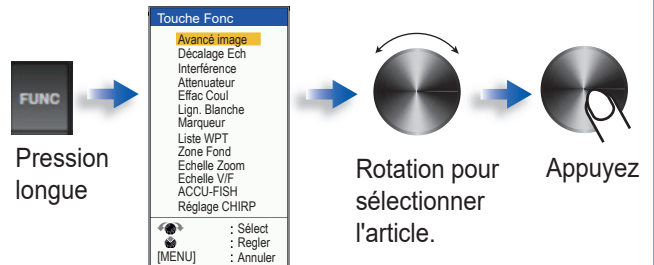 FUNC
Pression
longue
Touche Fonc
Avancé image
Décalage Ech
Interférence
Attenuateur
Effac Coul
Lign. Blanche
Marqueur
Liste WPT
Zone Fond
Echelle Zoom
Echelle V/F
ACCU-FISH
Réglage CHIRP
: Sélect
: Regler
[MENU] : Annuler
Rotation pour
sélectionner
l'article.
Appuyez